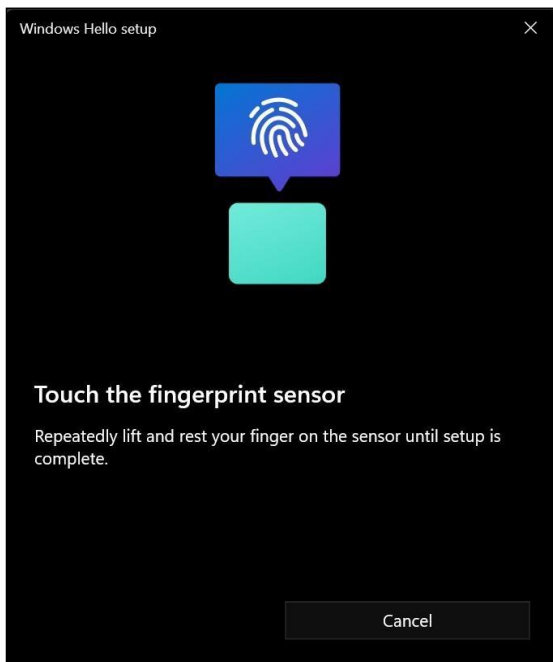 Windows Hello setup
Touch the fingerprint sensor
Repeatedly lift and rest your finger on the sensor until setup is
complete.
Cancel